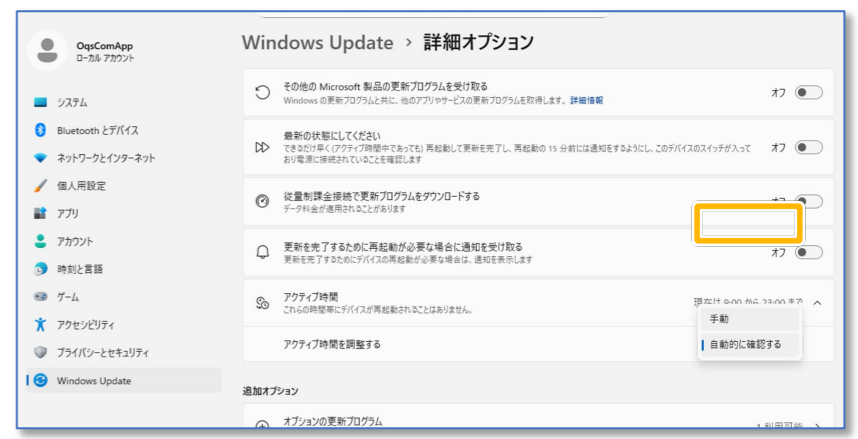 OqsComApp
ローカル アカウント
システム
Bluetooth とデバイス
ネットワークとインターネット
個人用設定
アプリ
アカウント
時刻と言語
ゲーム
アクセシビリティ
プライバシーとセキュリティ
Windows Update
Windows Update › 詳細オプション
その他の Microsoft 製品の更新プログラムを受け取る
Windows の更新プログラムと共に、他のアプリやサービスの更新プログラムを取得します。 詳細情報
オフ
最新の状態にしてください
できるだけ早く (アクティブ時間中であっても) 再起動して更新を完了し、再起動の 15 分前には通知をするようにし、このデバイスのスイッチが入って
おり電源に接続されていることを確認します
オフ
従量制課金接続で更新プログラムをダウンロードする
データ料金が適用されることがあります
更新を完了するために再起動が必要な場合に通知を受け取る
更新を完了するためにデバイスの再起動が必要な場合は、通知を表示します
オフ
アクティブ時間
これらの時間帯にデバイスが再起動されることはありません。
現在は 9:00 から 23:00 まで
アクティブ時間を調整する
手動
自動的に確認する
追加オプション
オプションの更新プログラム
1 利用可能